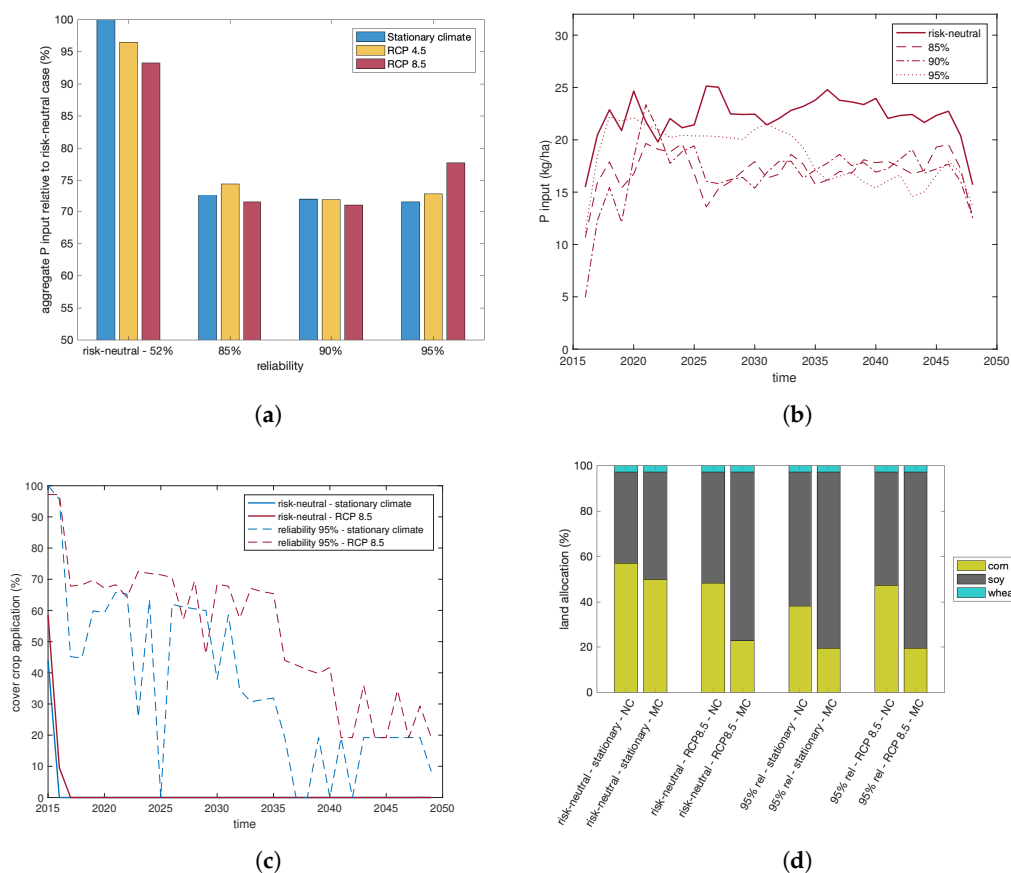 100
95
90
85
80
75
70
65
60
55
50
aggregate P input relative to risk-neutral case (%)
Stationary climate
RCP 4.5
RCP 8.5
risk-neutral - 52%
85%
90%
95%
reliability
(a)
30
25
20
15
10
5
0
P input (kg/ha)
risk-neutral
85%
90%
95%
2015
2020
2025
2030
2035
2040
2045
2050
time
(b)
100
90
80
70
60
50
40
30
20
10
0
cover crop application (%)
risk-neutral - stationary climate
risk-neutral - RCP 8.5
reliability 95% - stationary climate
reliability 95% - RCP 8.5
2015
2020
2025
2030
2035
2040
2045
2050
time
(c)
100
80
60
40
20
0
land allocation (%)
corn
soy
whea
risk-neutral - stationary - NC
risk-neutral - stationary - MC
risk-neutral - RCP8.5 - NC
risk-neutral - RCP8.5 - MC
95% rel - stationary - NC
95% rel - stationary - MC
95% rel - RCP 8.5 - NC
95% rel - RCP 8.5 - MC
(d)